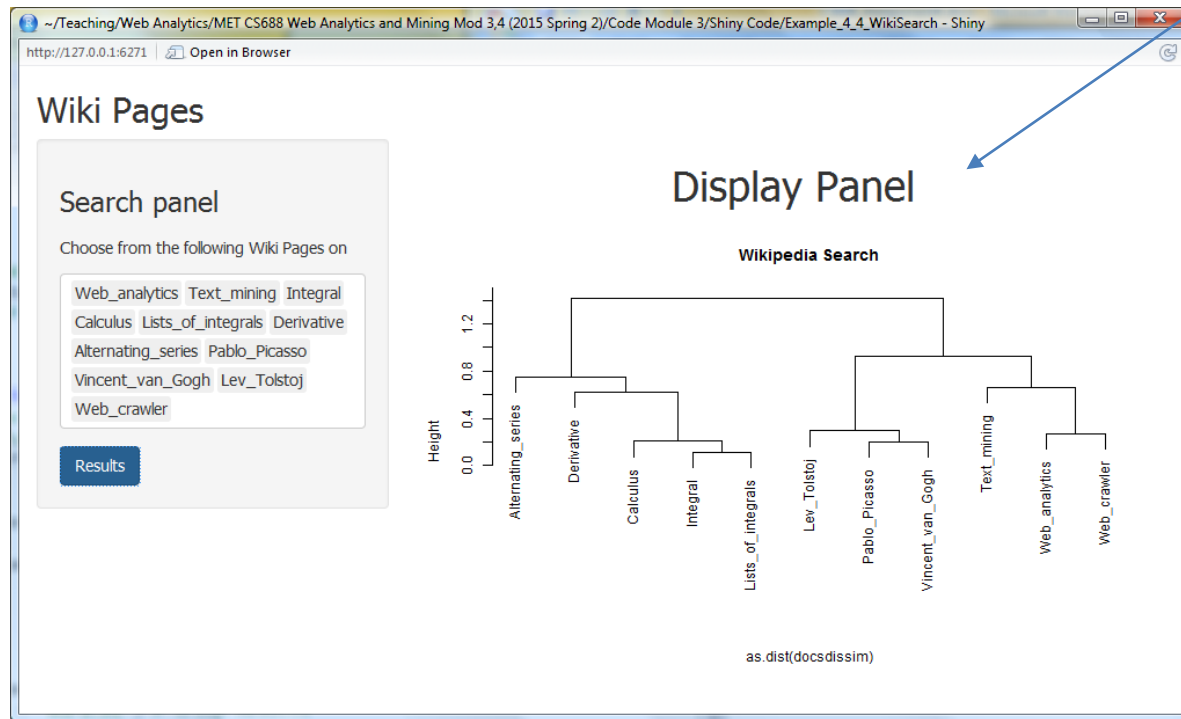 ~/Teaching/Web Analytics/MET CS688 Web Analytics and Mining Mod 3,4 (2015 Spring 2)/Code Module 3/Shiny Code/Example_4_4_WikiSearch - Shiny
http://127.0.0.1:6271 Open in Browser
Wiki Pages
Search panel
Choose from the following Wiki Pages on
Web_analytics Text_mining Integral
Calculus Lists_of_integrals Derivative
Alternating_series Pablo_Picasso
Vincent_van_Gogh Lev_Tolstoj
Web_crawler
Results
Display Panel
Wikipedia Search
Height
1.2
0.8
0.4
0.0
Alternating_series
Derivative
Calculus
Integral
Lists_of_integrals
Lev_Tolstoj
Pablo_Picasso
Vincent_van_Gogh
Text_mining
Web_analytics
Web_crawler
as.dist(docsdissim)